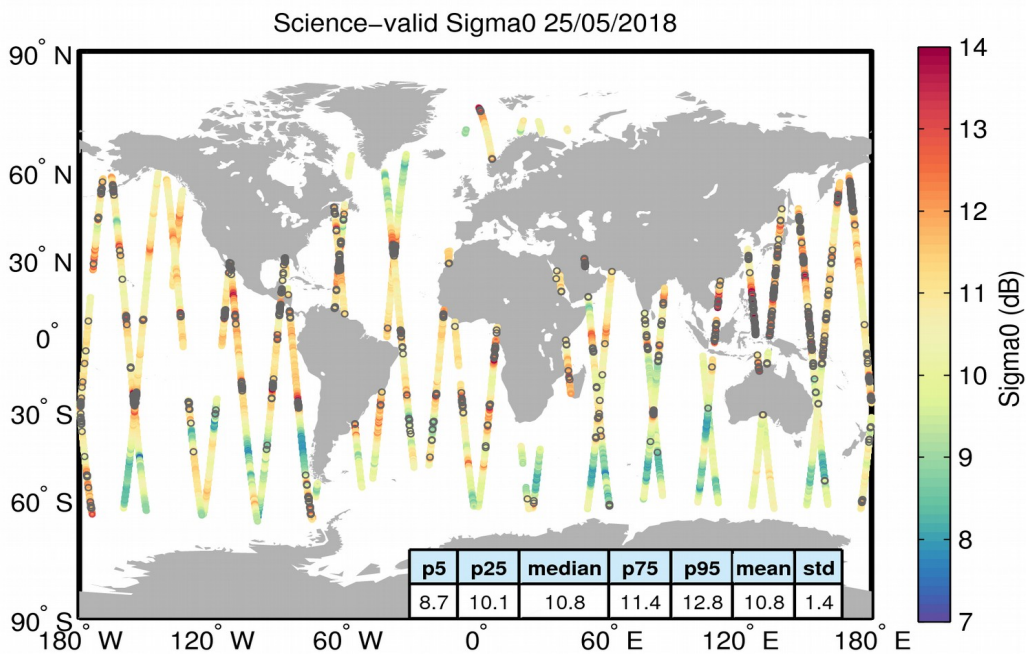 Science−valid Sigma0 25/05/2018
90° N
60° N
30° N
0°
30° S
60° S
90° S
180° W
120° W
60° W
0°
60° E
120° E
180° E
p5 p25 median p75 p95 mean std
8.7 10.1 10.8 11.4 12.8 10.8 1.4
14
13
12
11
10
9
8
7
Sigma0 (dB)